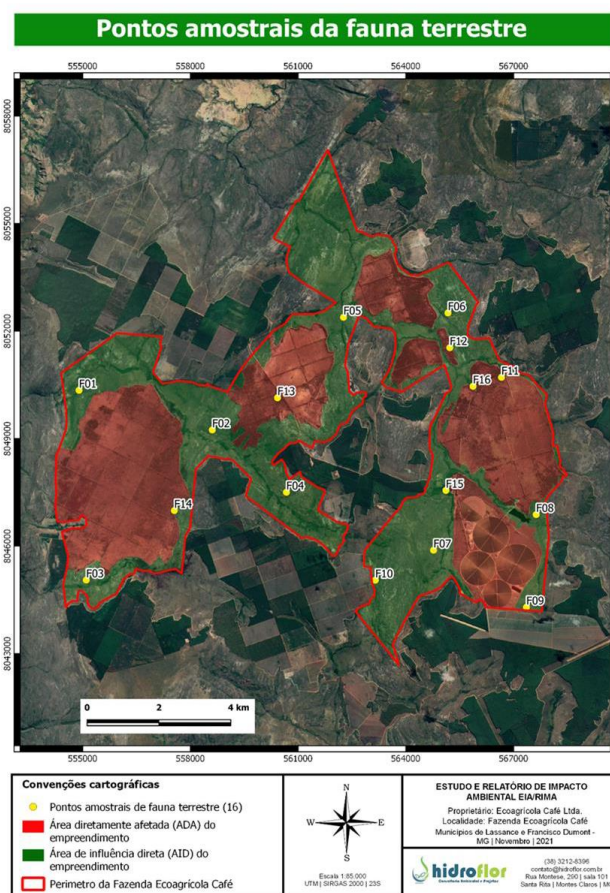 Pontos amostrais da fauna terrestre
555000 558000 561000 564000 567000
8058000
8055000
8052000
8049000
8046000
8043000
F05
F06
F12
F01
F11
F16
F13
F02
F04
F15
F14
F08
F07
F03
F10
F09
0 2 4 km
555000 558000 561000 564000 567000
Convenções cartográficas
Pontos amostrais de fauna terrestre (16)
Área diretamente afetada (ADA) do
empreendimento
Área de influência direta (AID) do
empreendimento
Perimetro da Fazenda Ecoagrícola Café
N
W E
S
Escala 1:85.000
UTM | SIRGAS 2000 | 23S
ESTUDO E RELATÓRIO DE IMPACTO
AMBIENTAL EIA/RIMA
Proprietário: Ecoagrícola Café Ltda.
Localidade: Fazenda Ecoagrícola Café
Municípios de Lassance e Francisco Dumont -
MG | Novembro | 2021
hidroflor
(38) 3212-8396
contato@hidroflor.com.br
Rua Montese, 290 | sala 101
Santa Rita | Montes Claros